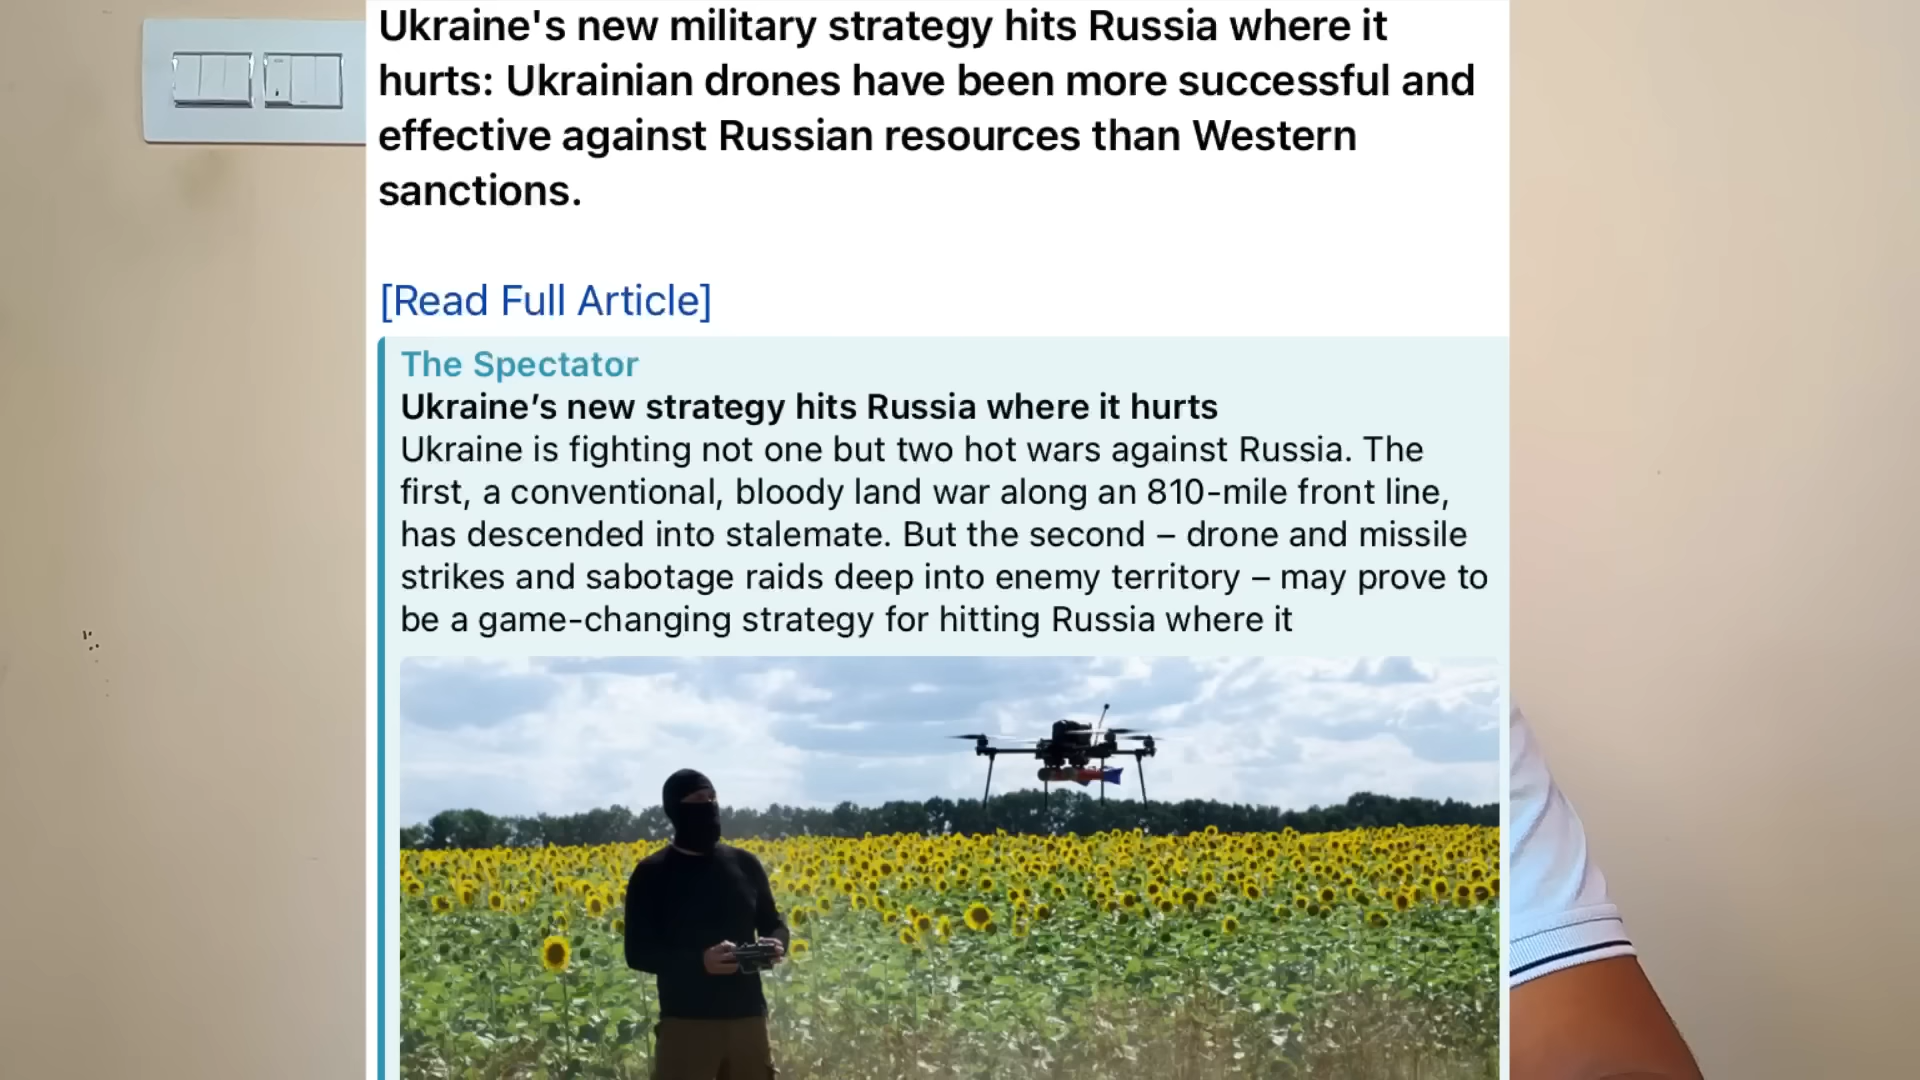 Ukraine's new military strategy hits Russia where it
hurts: Ukrainian drones have been more successful and
effective against Russian resources than Western
sanctions.
[Read Full Article]
The Spectator
Ukraine’s new strategy hits Russia where it hurts
Ukraine is fighting not one but two hot wars against Russia. The
first, a conventional, bloody land war along an 810-mile front line,
has descended into stalemate. But the second – drone and missile
strikes and sabotage raids deep into enemy territory – may prove to
be a game-changing strategy for hitting Russia where it